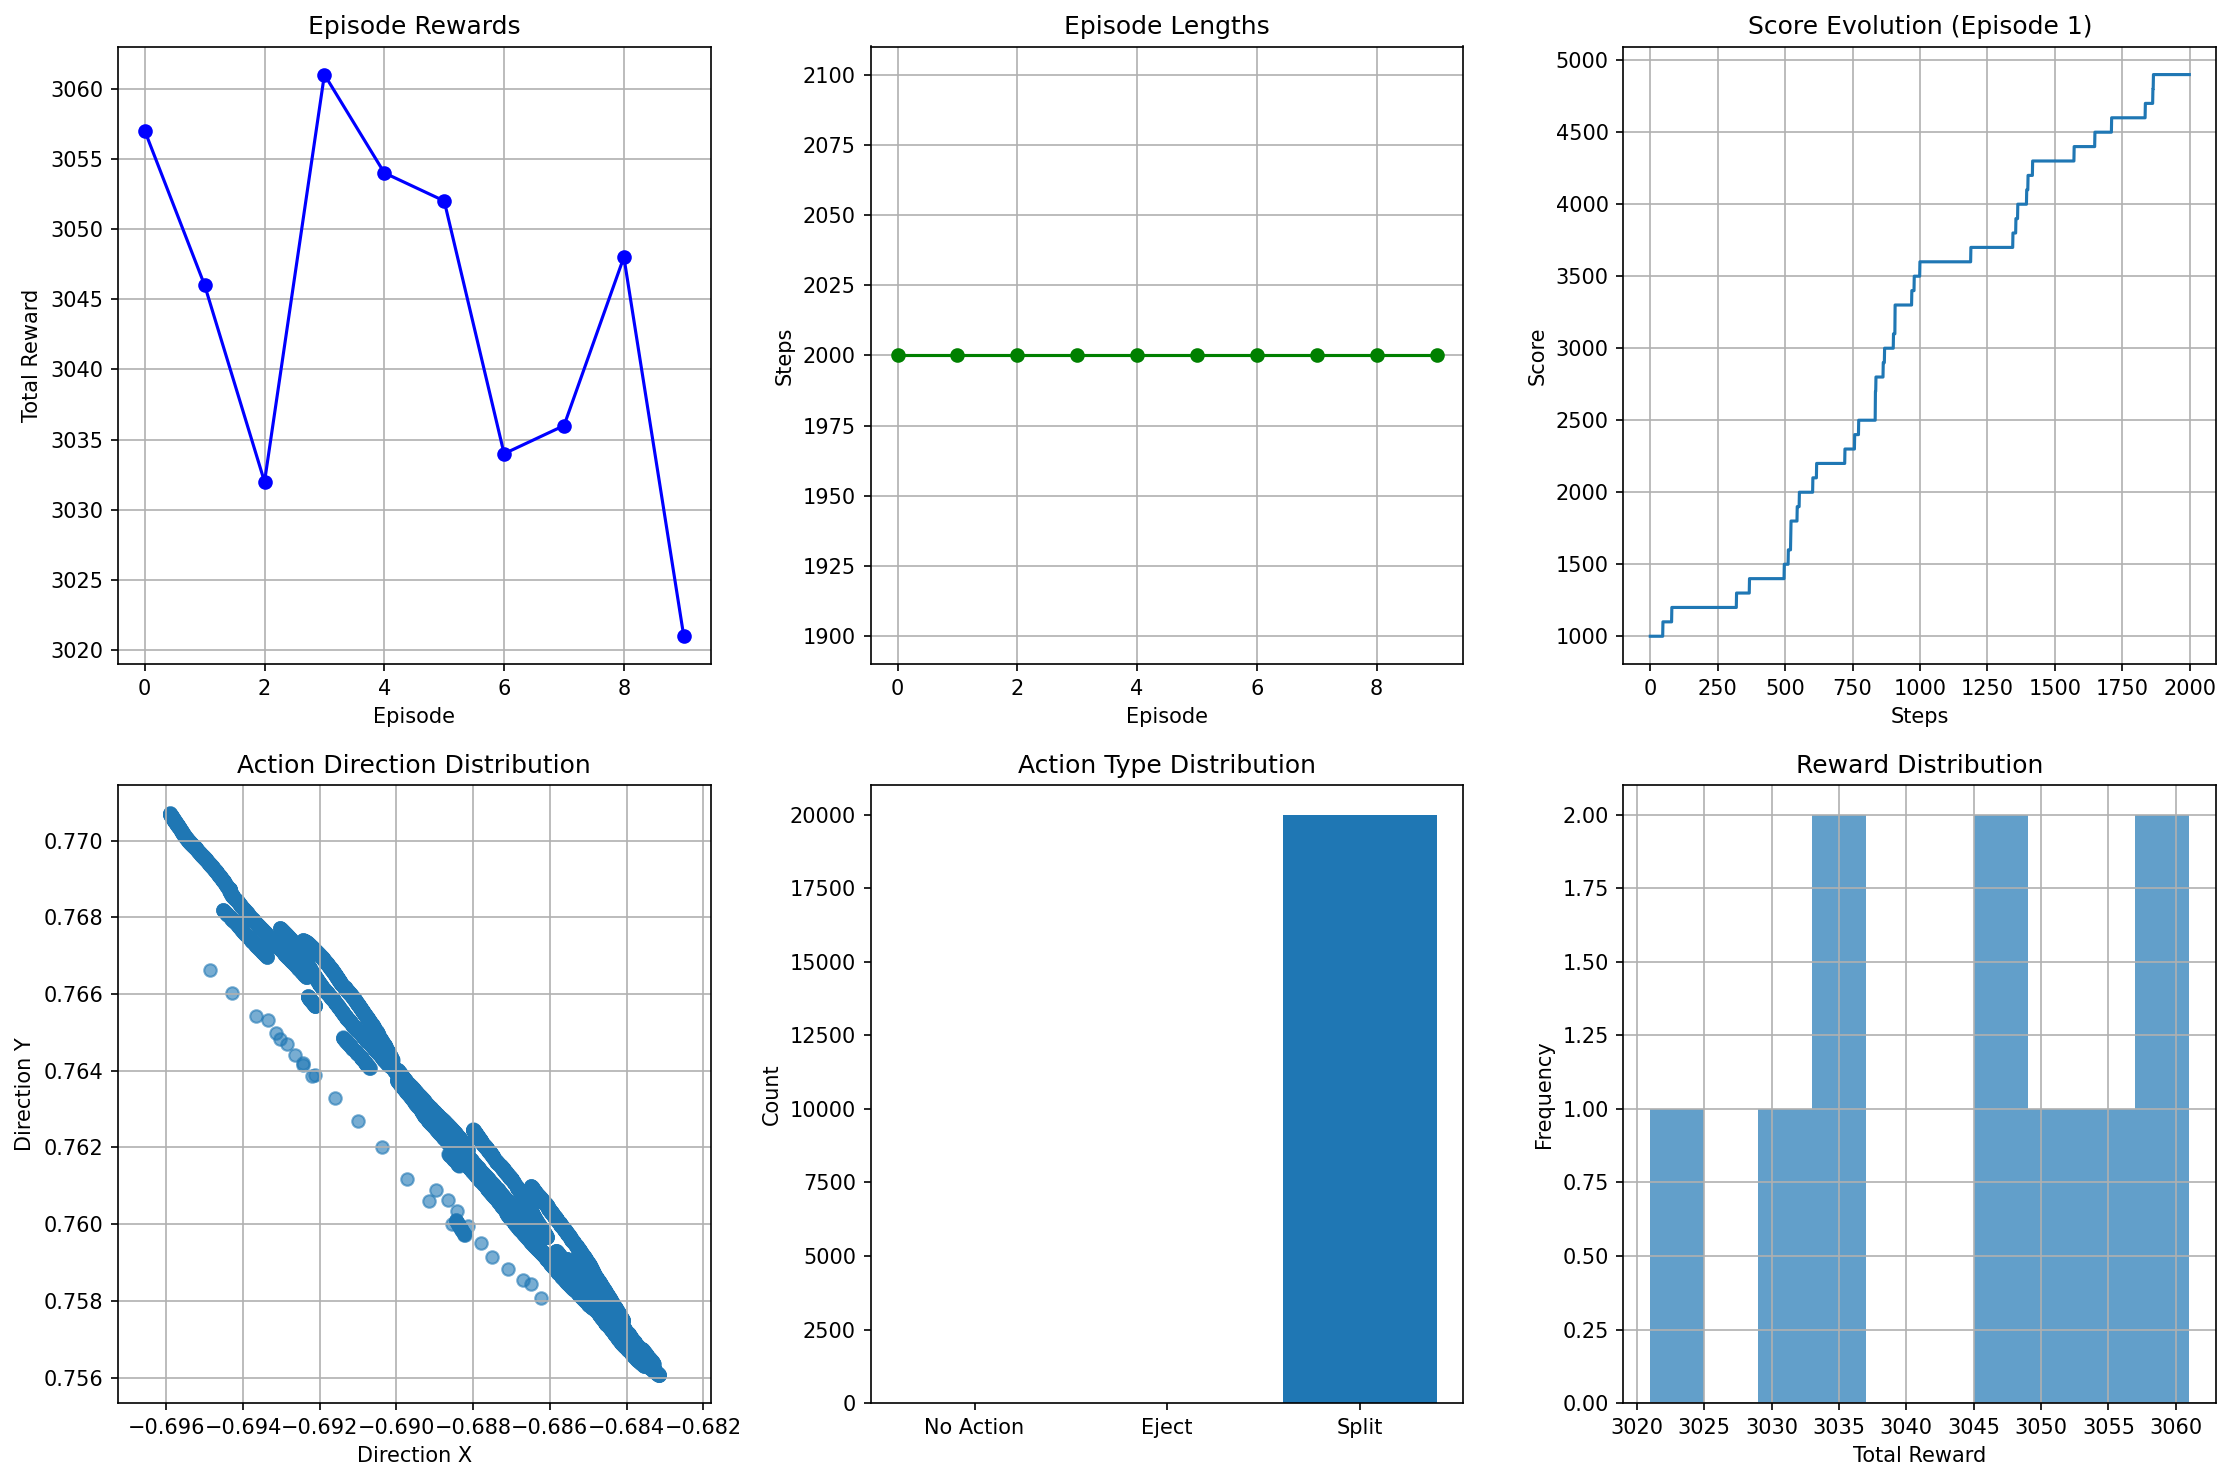 Episode Rewards
Total Reward
3060
3055
3050
3045
3040
3035
3030
3025
3020
0 2 4 6 8
Episode
Episode Lengths
Steps
2100
2075
2050
2025
2000
1975
1950
1925
1900
0 2 4 6 8
Episode
Score Evolution (Episode 1)
Score
5000
4500
4000
3500
3000
2500
2000
1500
1000
0 250 500 750 1000 1250 1500 1750 2000
Steps
Action Direction Distribution
Direction Y
0.770
0.768
0.766
0.764
0.762
0.760
0.758
0.756
−0.696 −0.694 −0.692 −0.690 −0.688 −0.686 −0.684 −0.682
Direction X
Action Type Distribution
Count
20000
17500
15000
12500
10000
7500
5000
2500
0
No Action Eject Split
Reward Distribution
Frequency
2.00
1.75
1.50
1.25
1.00
0.75
0.50
0.25
0.00
3020 3025 3030 3035 3040 3045 3050 3055 3060
Total Reward